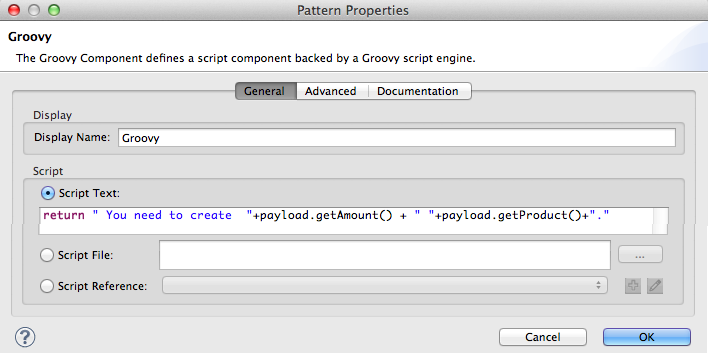 Pattern Properties
Groovy
The Groovy Component defines a script component backed by a Groovy script engine.
General Advanced Documentation
Display
Display Name: Groovy
Script
Script Text:
return " You need to create  "+payload.getAmount() + " "+payload.getProduct()+"."
Script File: ...
Script Reference:
? Cancel OK